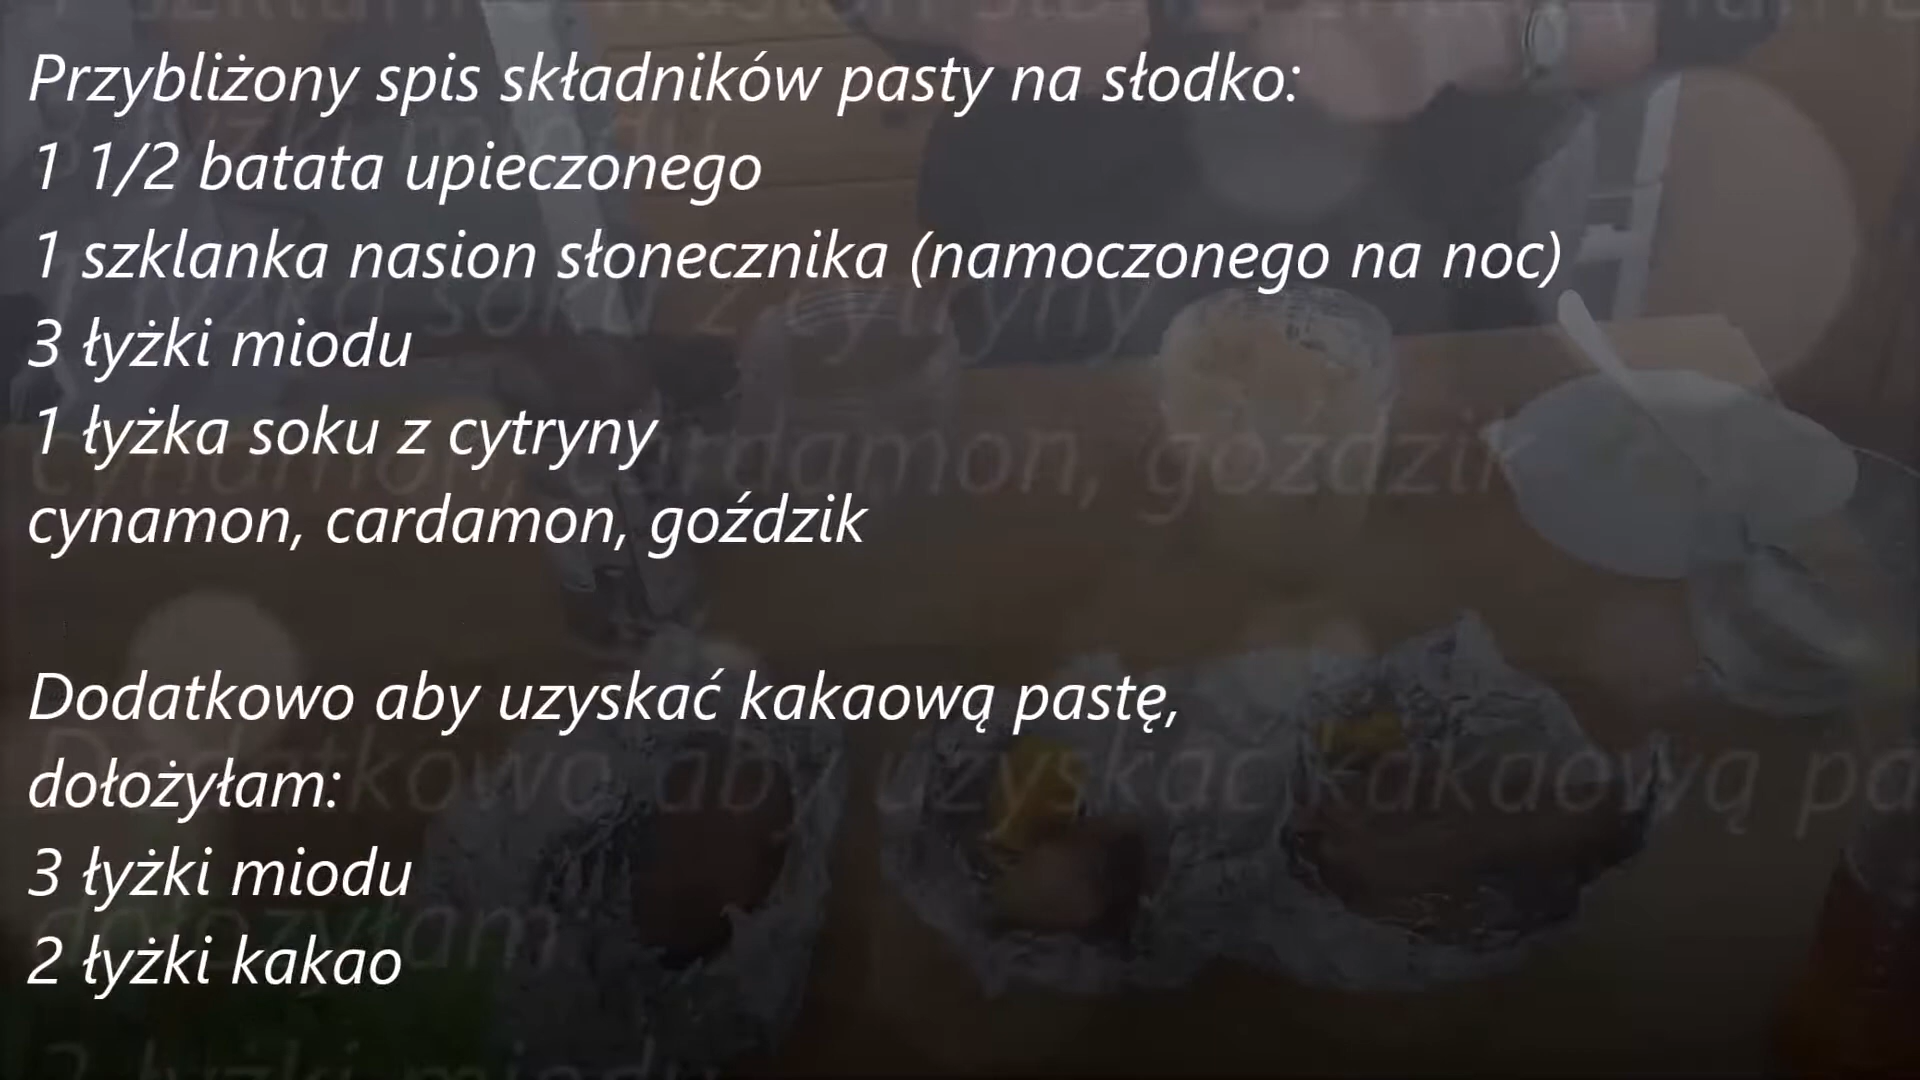 Przybliżony spis składników pasty na słodko:
1 1/2 batata upieczonego
1 szklanka nasion słonecznika (namoczonego na noc)
3 łyżki miodu
1 łyżka soku z cytryny
cynamon, cardamon, goździk
Dodatkowo aby uzyskać kakaową pastę,
dołożyłam:
3 łyżki miodu
2 łyżki kakao